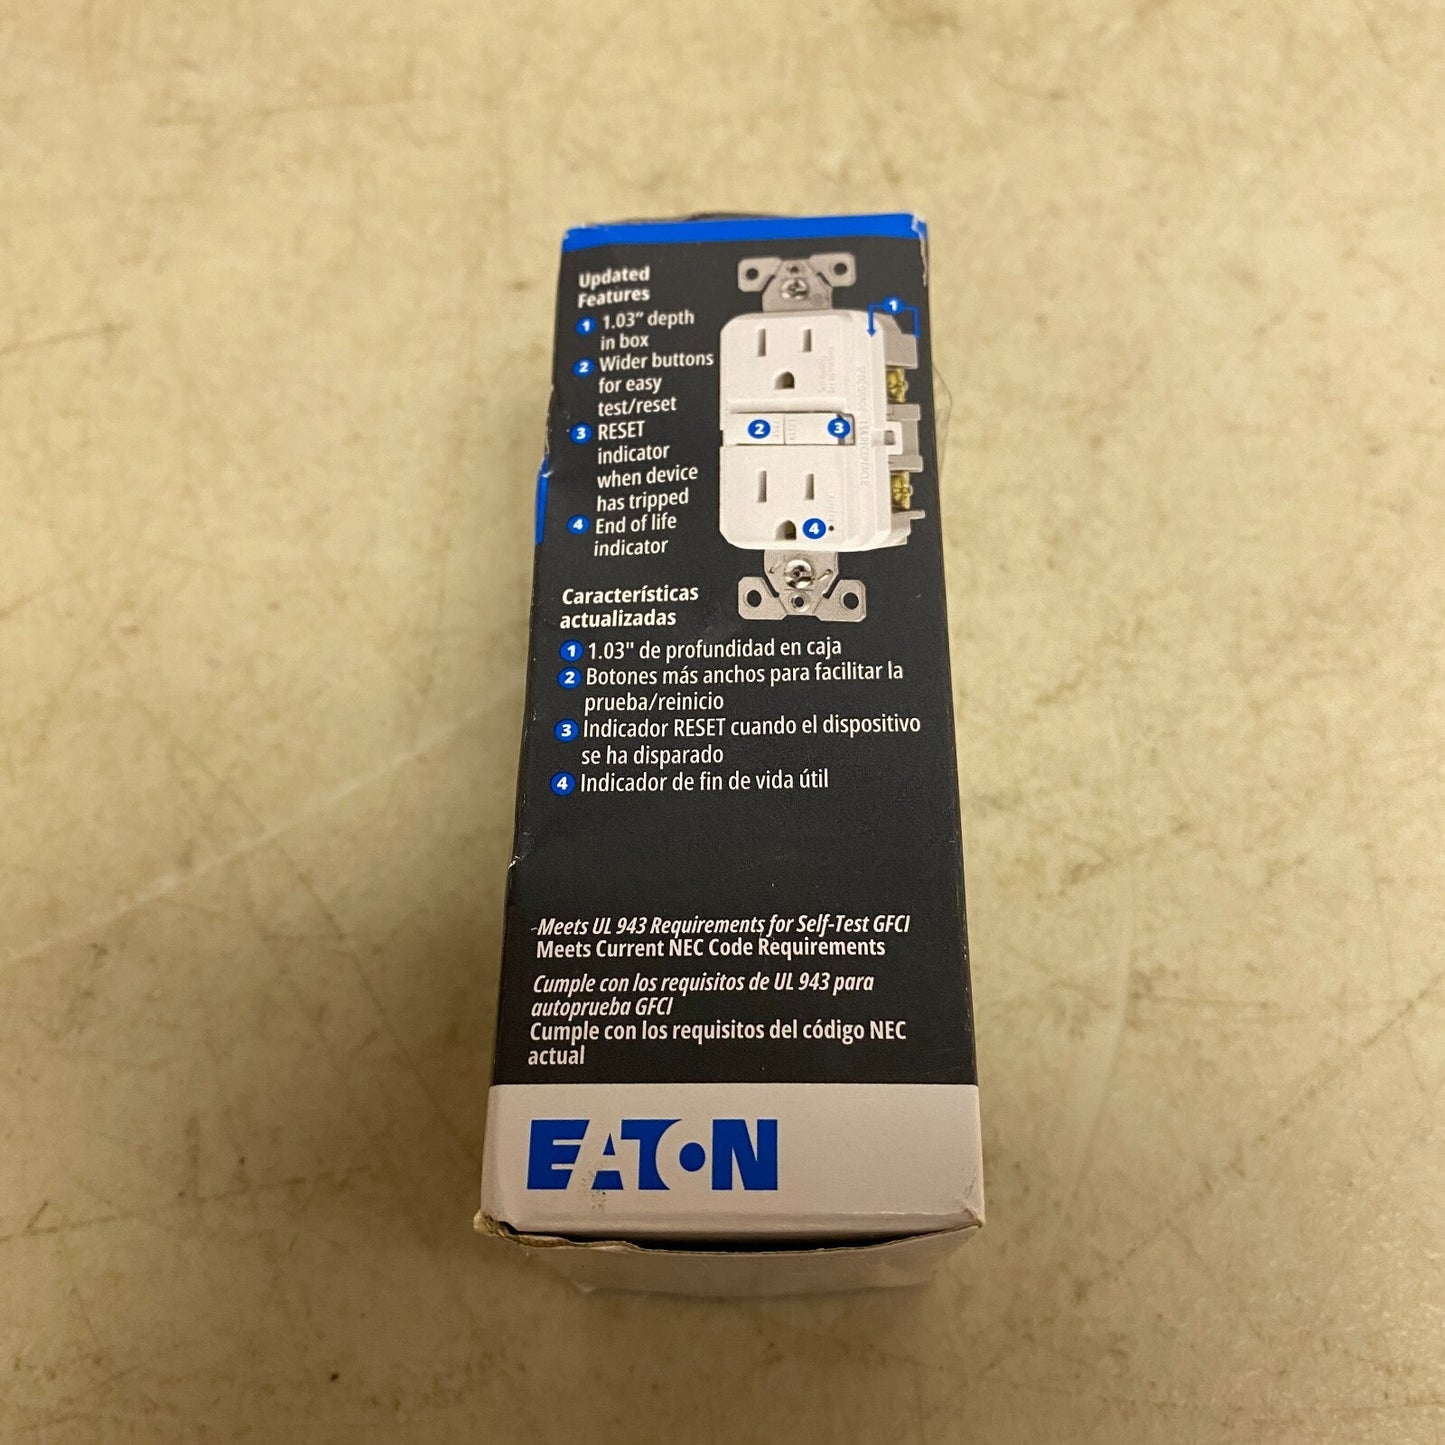 Updated
Features
1 1.03” depth
in box
2 Wider buttons
for easy
test/reset
3 RESET
indicator
when device
has tripped
4 End of life
indicator
1
2
3
4
Características
actualizadas
1 1.03" de profundidad en caja
2 Botones más anchos para facilitar la
prueba/reinicio
3 Indicador RESET cuando el dispositivo
se ha disparado
4 Indicador de fin de vida útil
Meets UL 943 Requirements for Self-Test GFCI
Meets Current NEC Code Requirements
Cumple con los requisitos de UL 943 para
autoprueba GFCI
Cumple con los requisitos del código NEC
actual
EATON